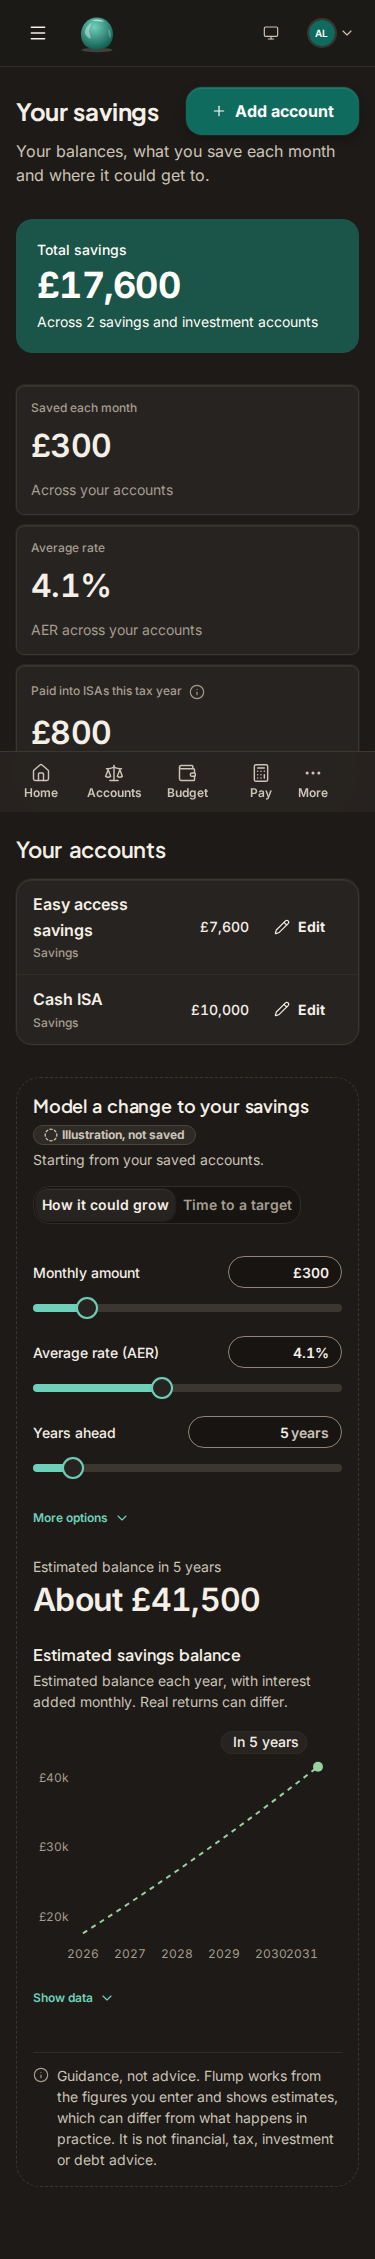 AL
Your savings
+ Add account
Your balances, what you save each month
and where it could get to.
Total savings
£17,600
Across 2 savings and investment accounts
Saved each month
£300
Across your accounts
Average rate
4.1%
AER across your accounts
Paid into ISAs this tax year
£800
Home Accounts Budget Pay More
Your accounts
Easy access
savings
£7,600 Edit
Savings
Cash ISA
£10,000 Edit
Savings
Model a change to your savings
Illustration, not saved
Starting from your saved accounts.
How it could grow Time to a target
Monthly amount £300
Average rate (AER) 4.1%
Years ahead 5 years
More options
Estimated balance in 5 years
About £41,500
Estimated savings balance
Estimated balance each year, with interest
added monthly. Real returns can differ.
In 5 years
£40k
£30k
£20k
2026 2027 2028 2029 2030 2031
Show data
Guidance, not advice. Flump works from
the figures you enter and shows estimates,
which can differ from what happens in
practice. It is not financial, tax, investment
or debt advice.